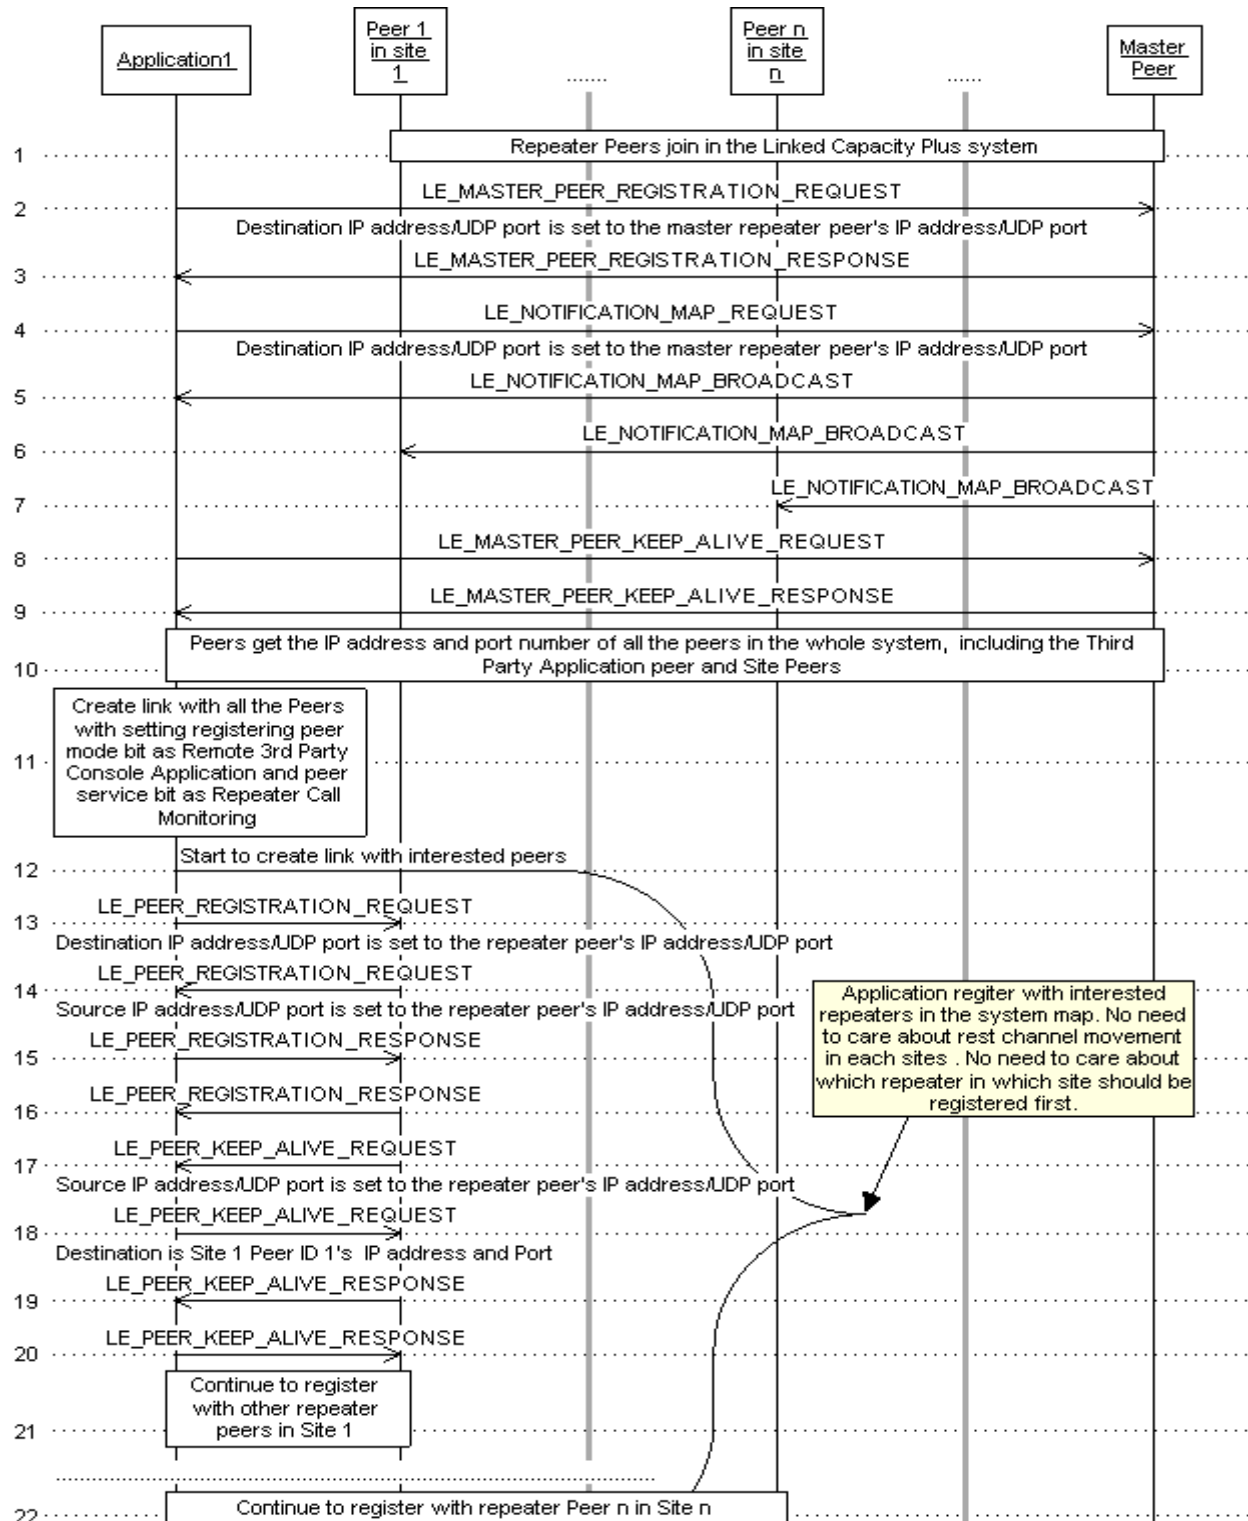 Application1
Peer 1
in site
1
.......
Peer n
in site
n
......
Master
Peer
1
Repeater Peers join in the Linked Capacity Plus system
LE_MASTER_PEER_REGISTRATION_REQUEST
2
Destination IP address/UDP port is set to the master repeater peer's IP address/UDP port
LE_MASTER_PEER_REGISTRATION_RESPONSE
3
LE_NOTIFICATION_MAP_REQUEST
4
Destination IP address/UDP port is set to the master repeater peer's IP address/UDP port
LE_NOTIFICATION_MAP_BROADCAST
5
LE_NOTIFICATION_MAP_BROADCAST
6
LE_NOTIFICATION_MAP_BROADCAST
7
LE_MASTER_PEER_KEEP_ALIVE_REQUEST
8
LE_MASTER_PEER_KEEP_ALIVE_RESPONSE
9
Peers get the IP address and port number of all the peers in the whole system, including the Third
Party Application peer and Site Peers
10
Create link with all the Peers
with setting registering peer
mode bit as Remote 3rd Party
Console Application and peer
service bit as Repeater Call
Monitoring
11
Start to create link with interested peers
12
LE_PEER_REGISTRATION_REQUEST
13
Destination IP address/UDP port is set to the repeater peer's IP address/UDP port
LE_PEER_REGISTRATION_REQUEST
14
Source IP address/UDP port is set to the repeater peer's IP address/UDP port
LE_PEER_REGISTRATION_RESPONSE
15
LE_PEER_REGISTRATION_RESPONSE
16
Application regiter with interested
repeaters in the system map. No need
to care about rest channel movement
in each sites . No need to care about
which repeater in which site should be
registered first.
LE_PEER_KEEP_ALIVE_REQUEST
17
Source IP address/UDP port is set to the repeater peer's IP address/UDP port
LE_PEER_KEEP_ALIVE_REQUEST
18
Destination is Site 1 Peer ID 1's IP address and Port
LE_PEER_KEEP_ALIVE_RESPONSE
19
LE_PEER_KEEP_ALIVE_RESPONSE
20
Continue to register
with other repeater
peers in Site 1
21
Continue to register with repeater Peer n in Site n
22